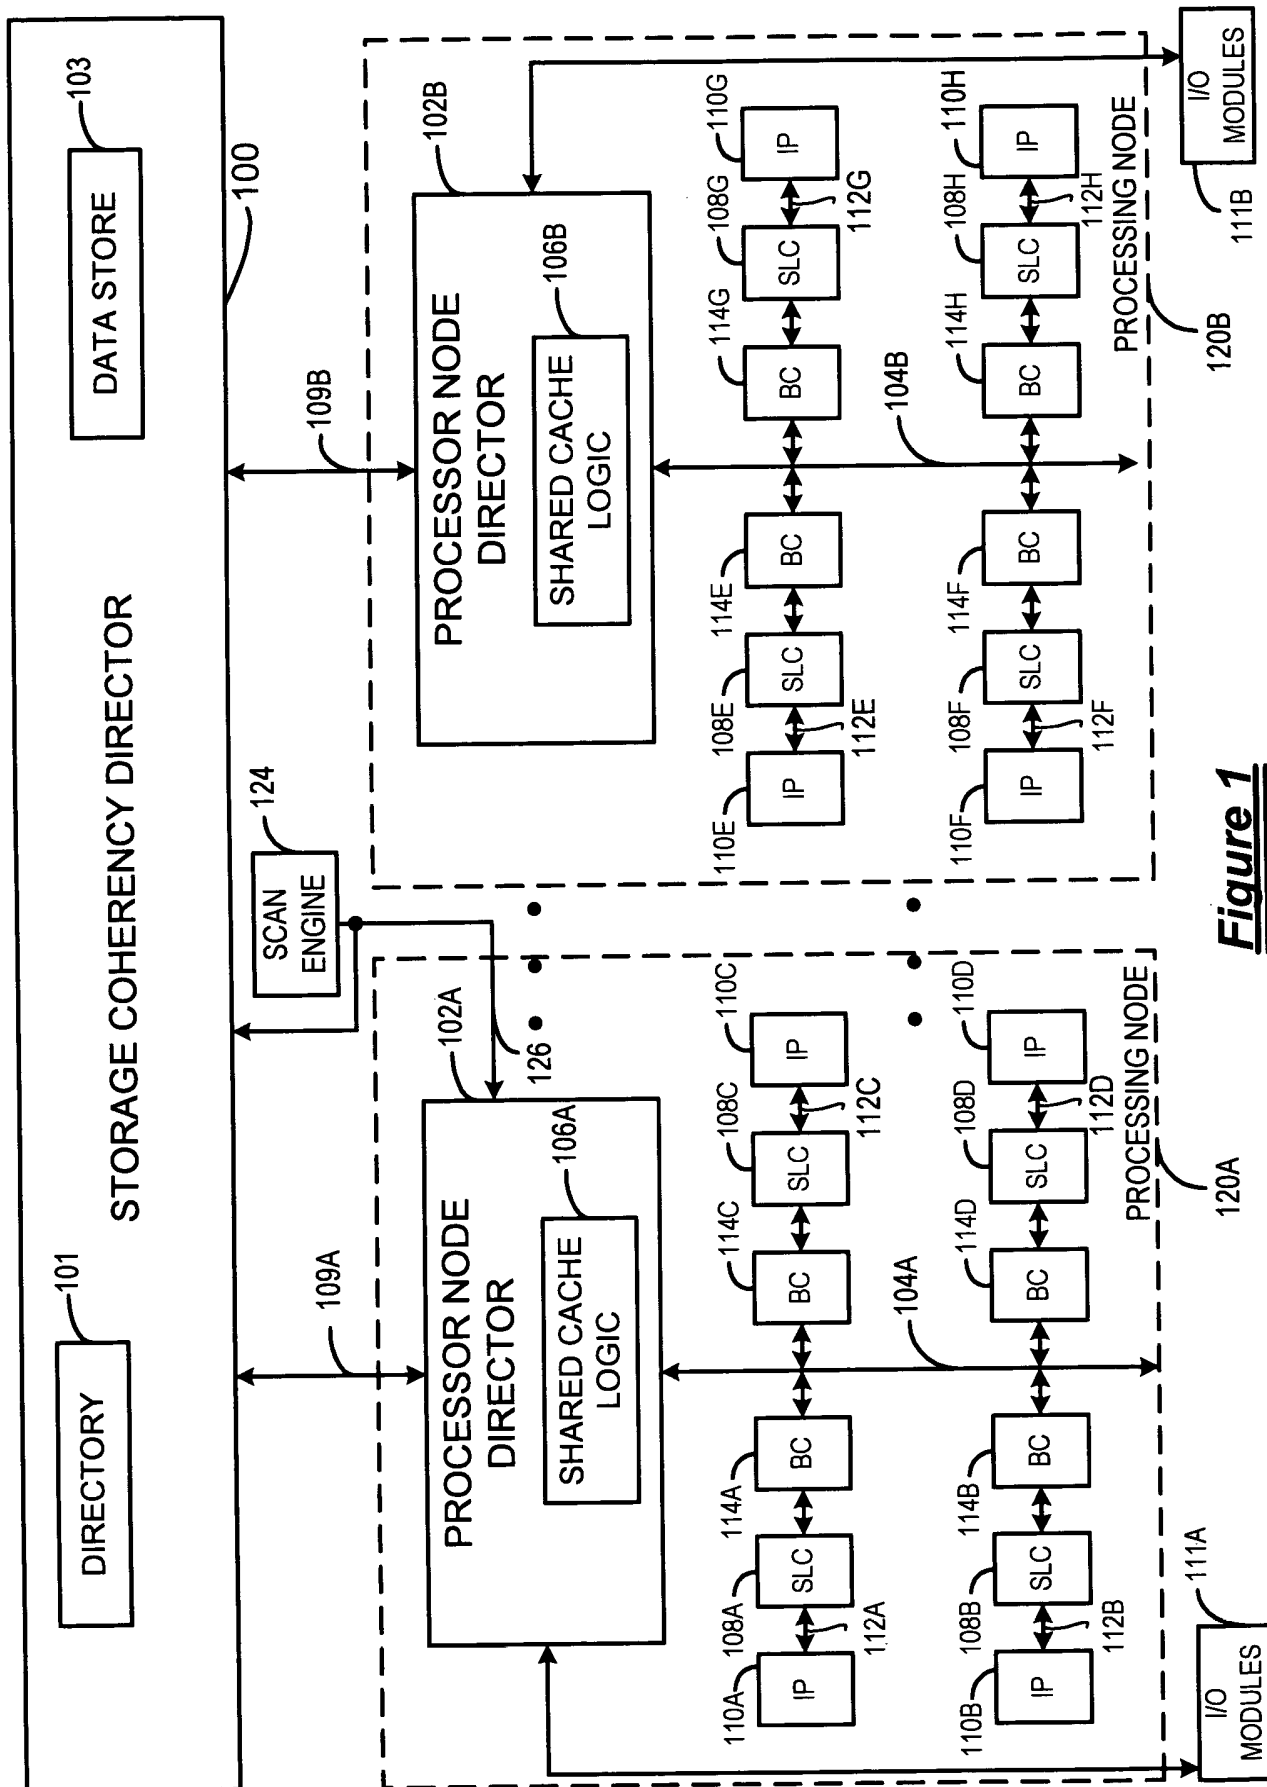 STORAGE COHERENCY DIRECTOR
DIRECTORY
101
DATA STORE
103
100
109A
SCAN
ENGINE
124
126
109B
102A
PROCESSOR NODE
DIRECTOR
106A
SHARED CACHE
LOGIC
102B
PROCESSOR NODE
DIRECTOR
106B
SHARED CACHE
LOGIC
110A
IP
108A
SLC
112A
114A
BC
114C
BC
108C
SLC
112C
110C
IP
110E
IP
108E
SLC
112E
114E
BC
114G
BC
108G
SLC
112G
110G
IP
104A
104B
110B
IP
108B
SLC
112B
114B
BC
114D
BC
108D
SLC
112D
110D
IP
110F
IP
108F
SLC
112F
114F
BC
114H
BC
108H
SLC
112H
110H
IP
PROCESSING NODE
120A
PROCESSING NODE
120B
I/O
MODULES
111A
I/O
MODULES
111B
Figure 1